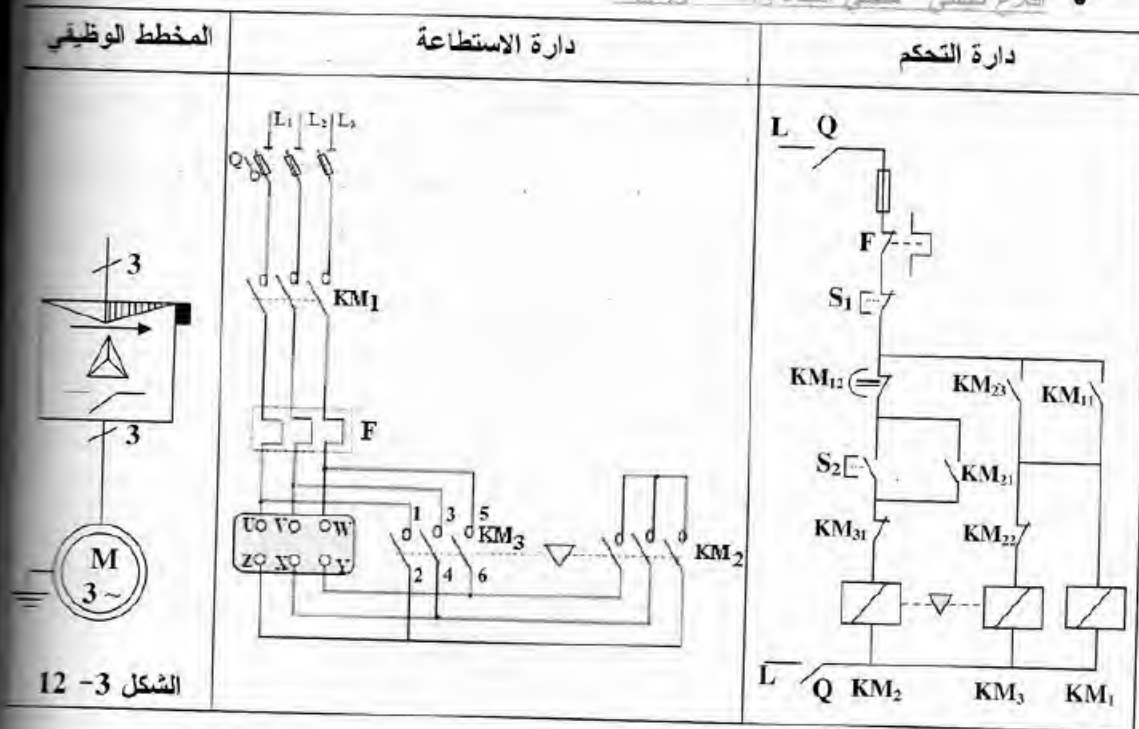 المخطط الوظيفي
دارة الاستطاعة
دارة التحكم
3
3
M
3 ~
الشكل 3- 12
L₁ L₂ L₃
Q
KM₁
F
U V W
Z X Y
1 3 5
KM₃
2 4 6
KM₂
L Q
F
S₁
KM₁₂
KM₂₃
KM₁₁
S₂
KM₂₁
KM₃₁
KM₂₂
L Q KM₂ KM₃ KM₁